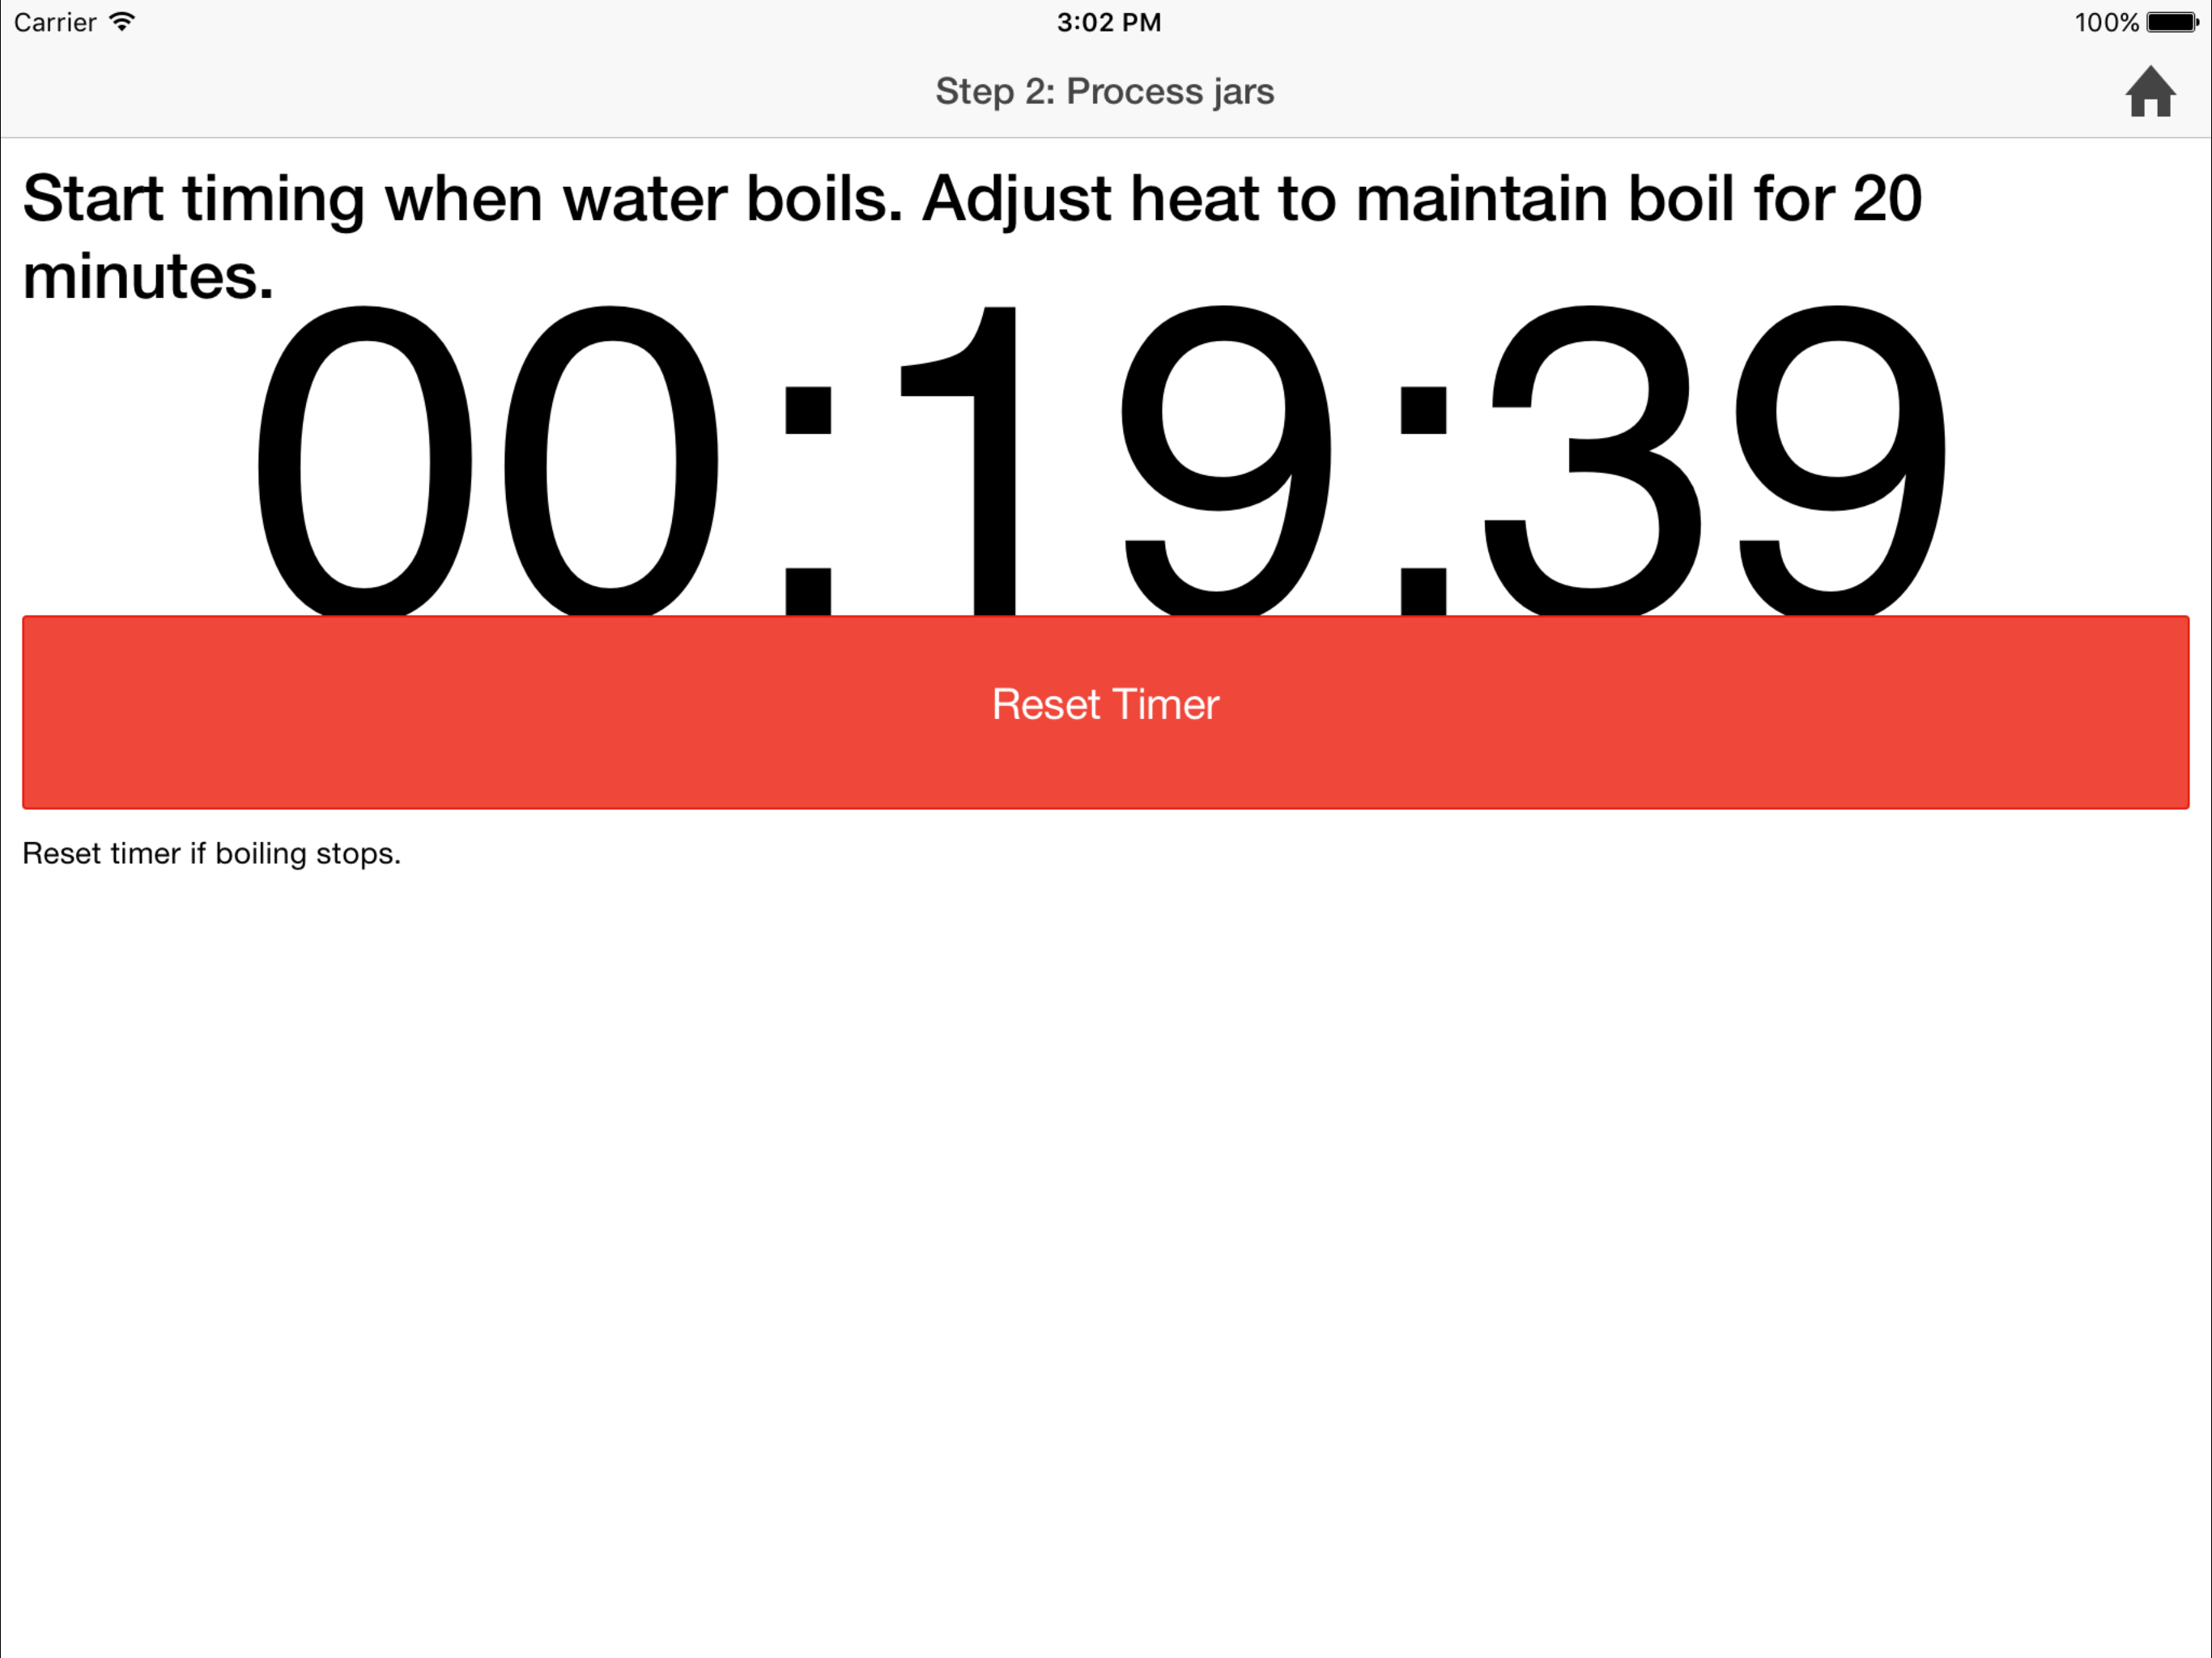 Carrier 3:02 PM 100%
Step 2: Process jars
Start timing when water boils. Adjust heat to maintain boil for 20
minutes.
00:19:39
Reset Timer
Reset timer if boiling stops.